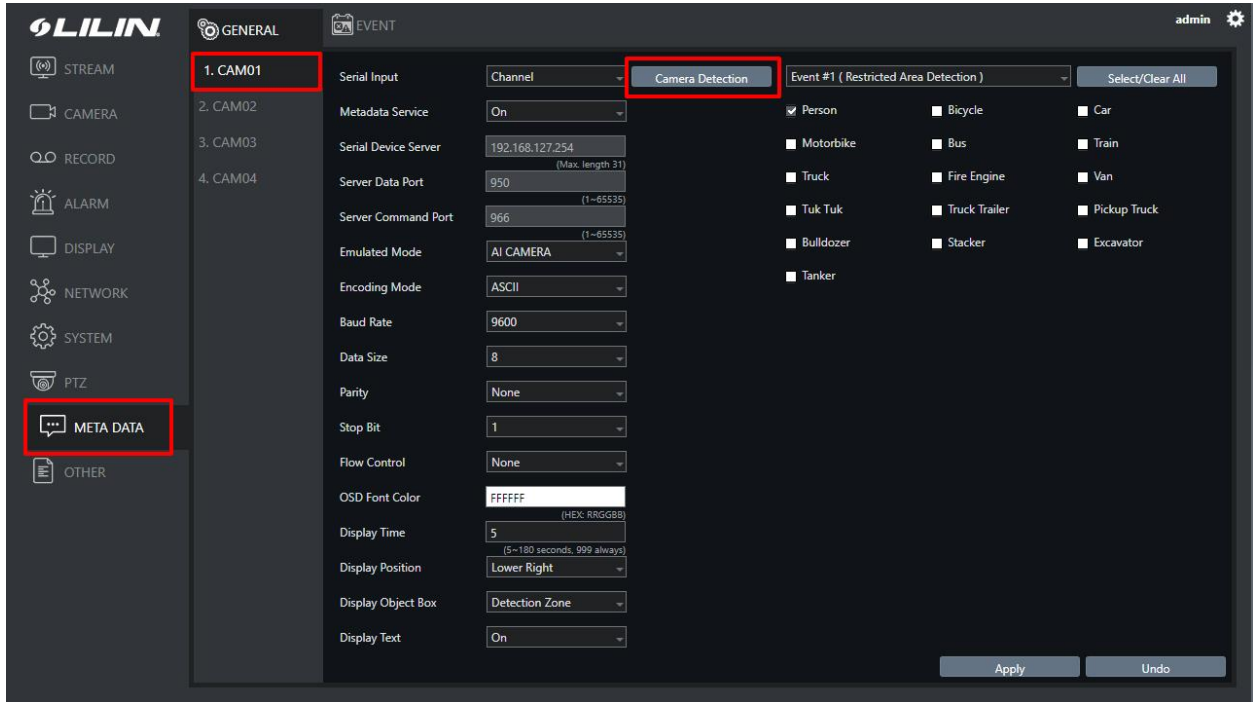 LILIN
GENERAL
EVENT
admin
STREAM
CAMERA
RECORD
ALARM
DISPLAY
NETWORK
SYSTEM
PTZ
META DATA
OTHER
1. CAM01
2. CAM02
3. CAM03
4. CAM04
Serial Input Channel Camera Detection Event #1 ( Restricted Area Detection ) Select/Clear All
Metadata Service On
Serial Device Server 192.168.127.254
(Max. length 31)
Server Data Port 950
(1~65535)
Server Command Port 966
(1~65535)
Emulated Mode AI CAMERA
Encoding Mode ASCII
Baud Rate 9600
Data Size 8
Parity None
Stop Bit 1
Flow Control None
OSD Font Color FFFFFF
(HEX: RRGGBB)
Display Time 5
(5~180 seconds, 999 always)
Display Position Lower Right
Display Object Box Detection Zone
Display Text On
Person Bicycle Car
Motorbike Bus Train
Truck Fire Engine Van
Tuk Tuk Truck Trailer Pickup Truck
Bulldozer Stacker Excavator
Tanker
Apply Undo